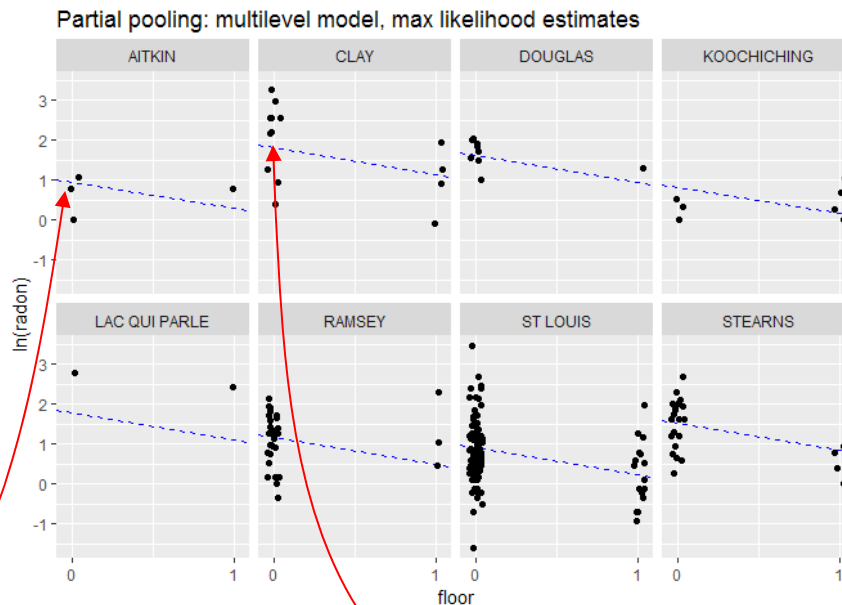 Partial pooling: multilevel model, max likelihood estimates
AITKIN CLAY DOUGLAS KOOCHICHING
3
2
1
0
-1
ln(radon)
LAC QUI PARLE RAMSEY ST LOUIS STEARNS
3
2
1
0
-1
0 1 0 1 0 1 0 1
floor